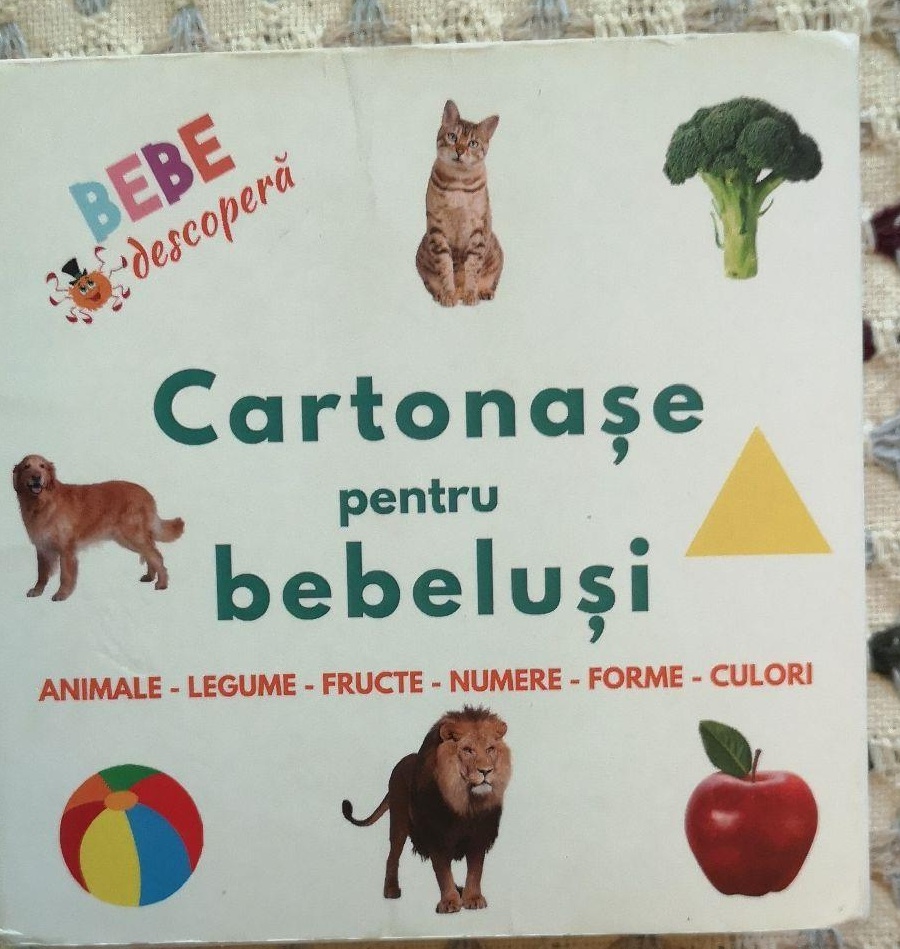 BEBE
descoperă
Cartonașe
pentru
bebeluși
ANIMALE - LEGUME - FRUCTE - NUMERE - FORME - CULORI